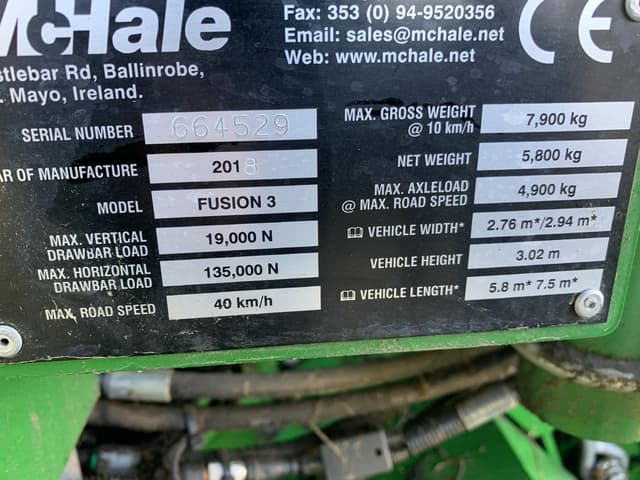 McHale
Fax: 353 (0) 94-9520356
Email: sales@mchale.net
Web: www.mchale.net
CE
stlebar Rd, Ballinrobe,
. Mayo, Ireland.
SERIAL NUMBER 664529
AR OF MANUFACTURE 2018
MODEL FUSION 3
MAX. VERTICAL
DRAWBAR LOAD 19,000 N
MAX. HORIZONTAL
DRAWBAR LOAD 135,000 N
MAX. ROAD SPEED 40 km/h
MAX. GROSS WEIGHT
@ 10 km/h 7,900 kg
NET WEIGHT 5,800 kg
MAX. AXLELOAD
@ MAX. ROAD SPEED 4,900 kg
VEHICLE WIDTH* 2.76 m*/2.94 m*
VEHICLE HEIGHT 3.02 m
VEHICLE LENGTH* 5.8 m* 7.5 m*